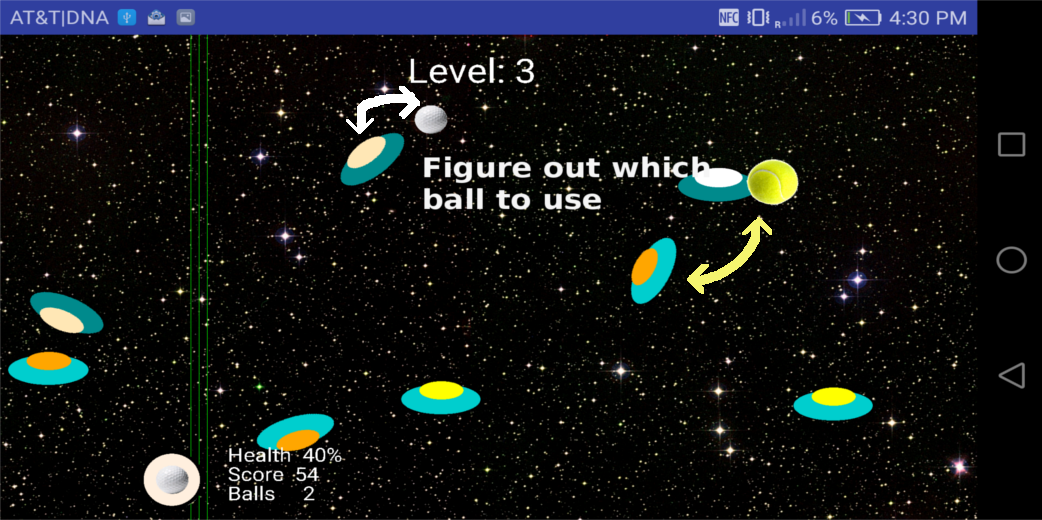 AT&T|DNA NFC R 6% 4:30 PM
Level: 3
Figure out which
ball to use
Health 40%
Score 54
Balls 2